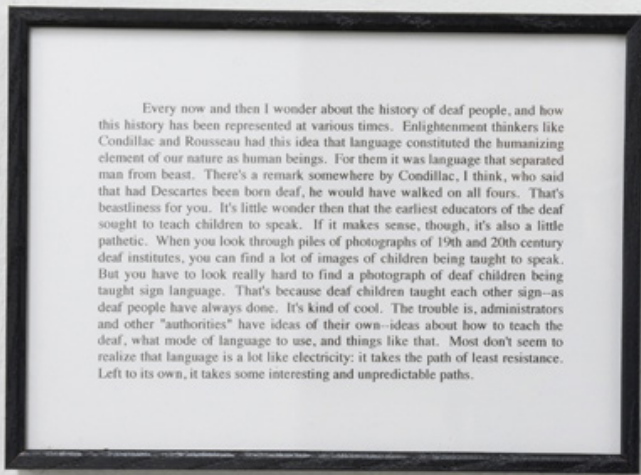 Every now and then I wonder about the history of deaf people, and how
this history has been represented at various times. Enlightenment thinkers like
Condillac and Rousseau had this idea that language constituted the humanizing
element of our nature as human beings. For them it was language that separated
man from beast. There's a remark somewhere by Condillac, I think, who said
that had Descartes been born deaf, he would have walked on all fours. That's
beastliness for you. It's little wonder then that the earliest educators of the deaf
sought to teach children to speak. If it makes sense, though, it's also a little
pathetic. When you look through piles of photographs of 19th and 20th century
deaf institutes, you can find a lot of images of children being taught to speak.
But you have to look really hard to find a photograph of deaf children being
taught sign language. That's because deaf children taught each other sign--as
deaf people have always done. It's kind of cool. The trouble is, administrators
and other "authorities" have ideas of their own--ideas about how to teach the
deaf, what mode of language to use, and things like that. Most don't seem to
realize that language is a lot like electricity: it takes the path of least resistance.
Left to its own, it takes some interesting and unpredictable paths.